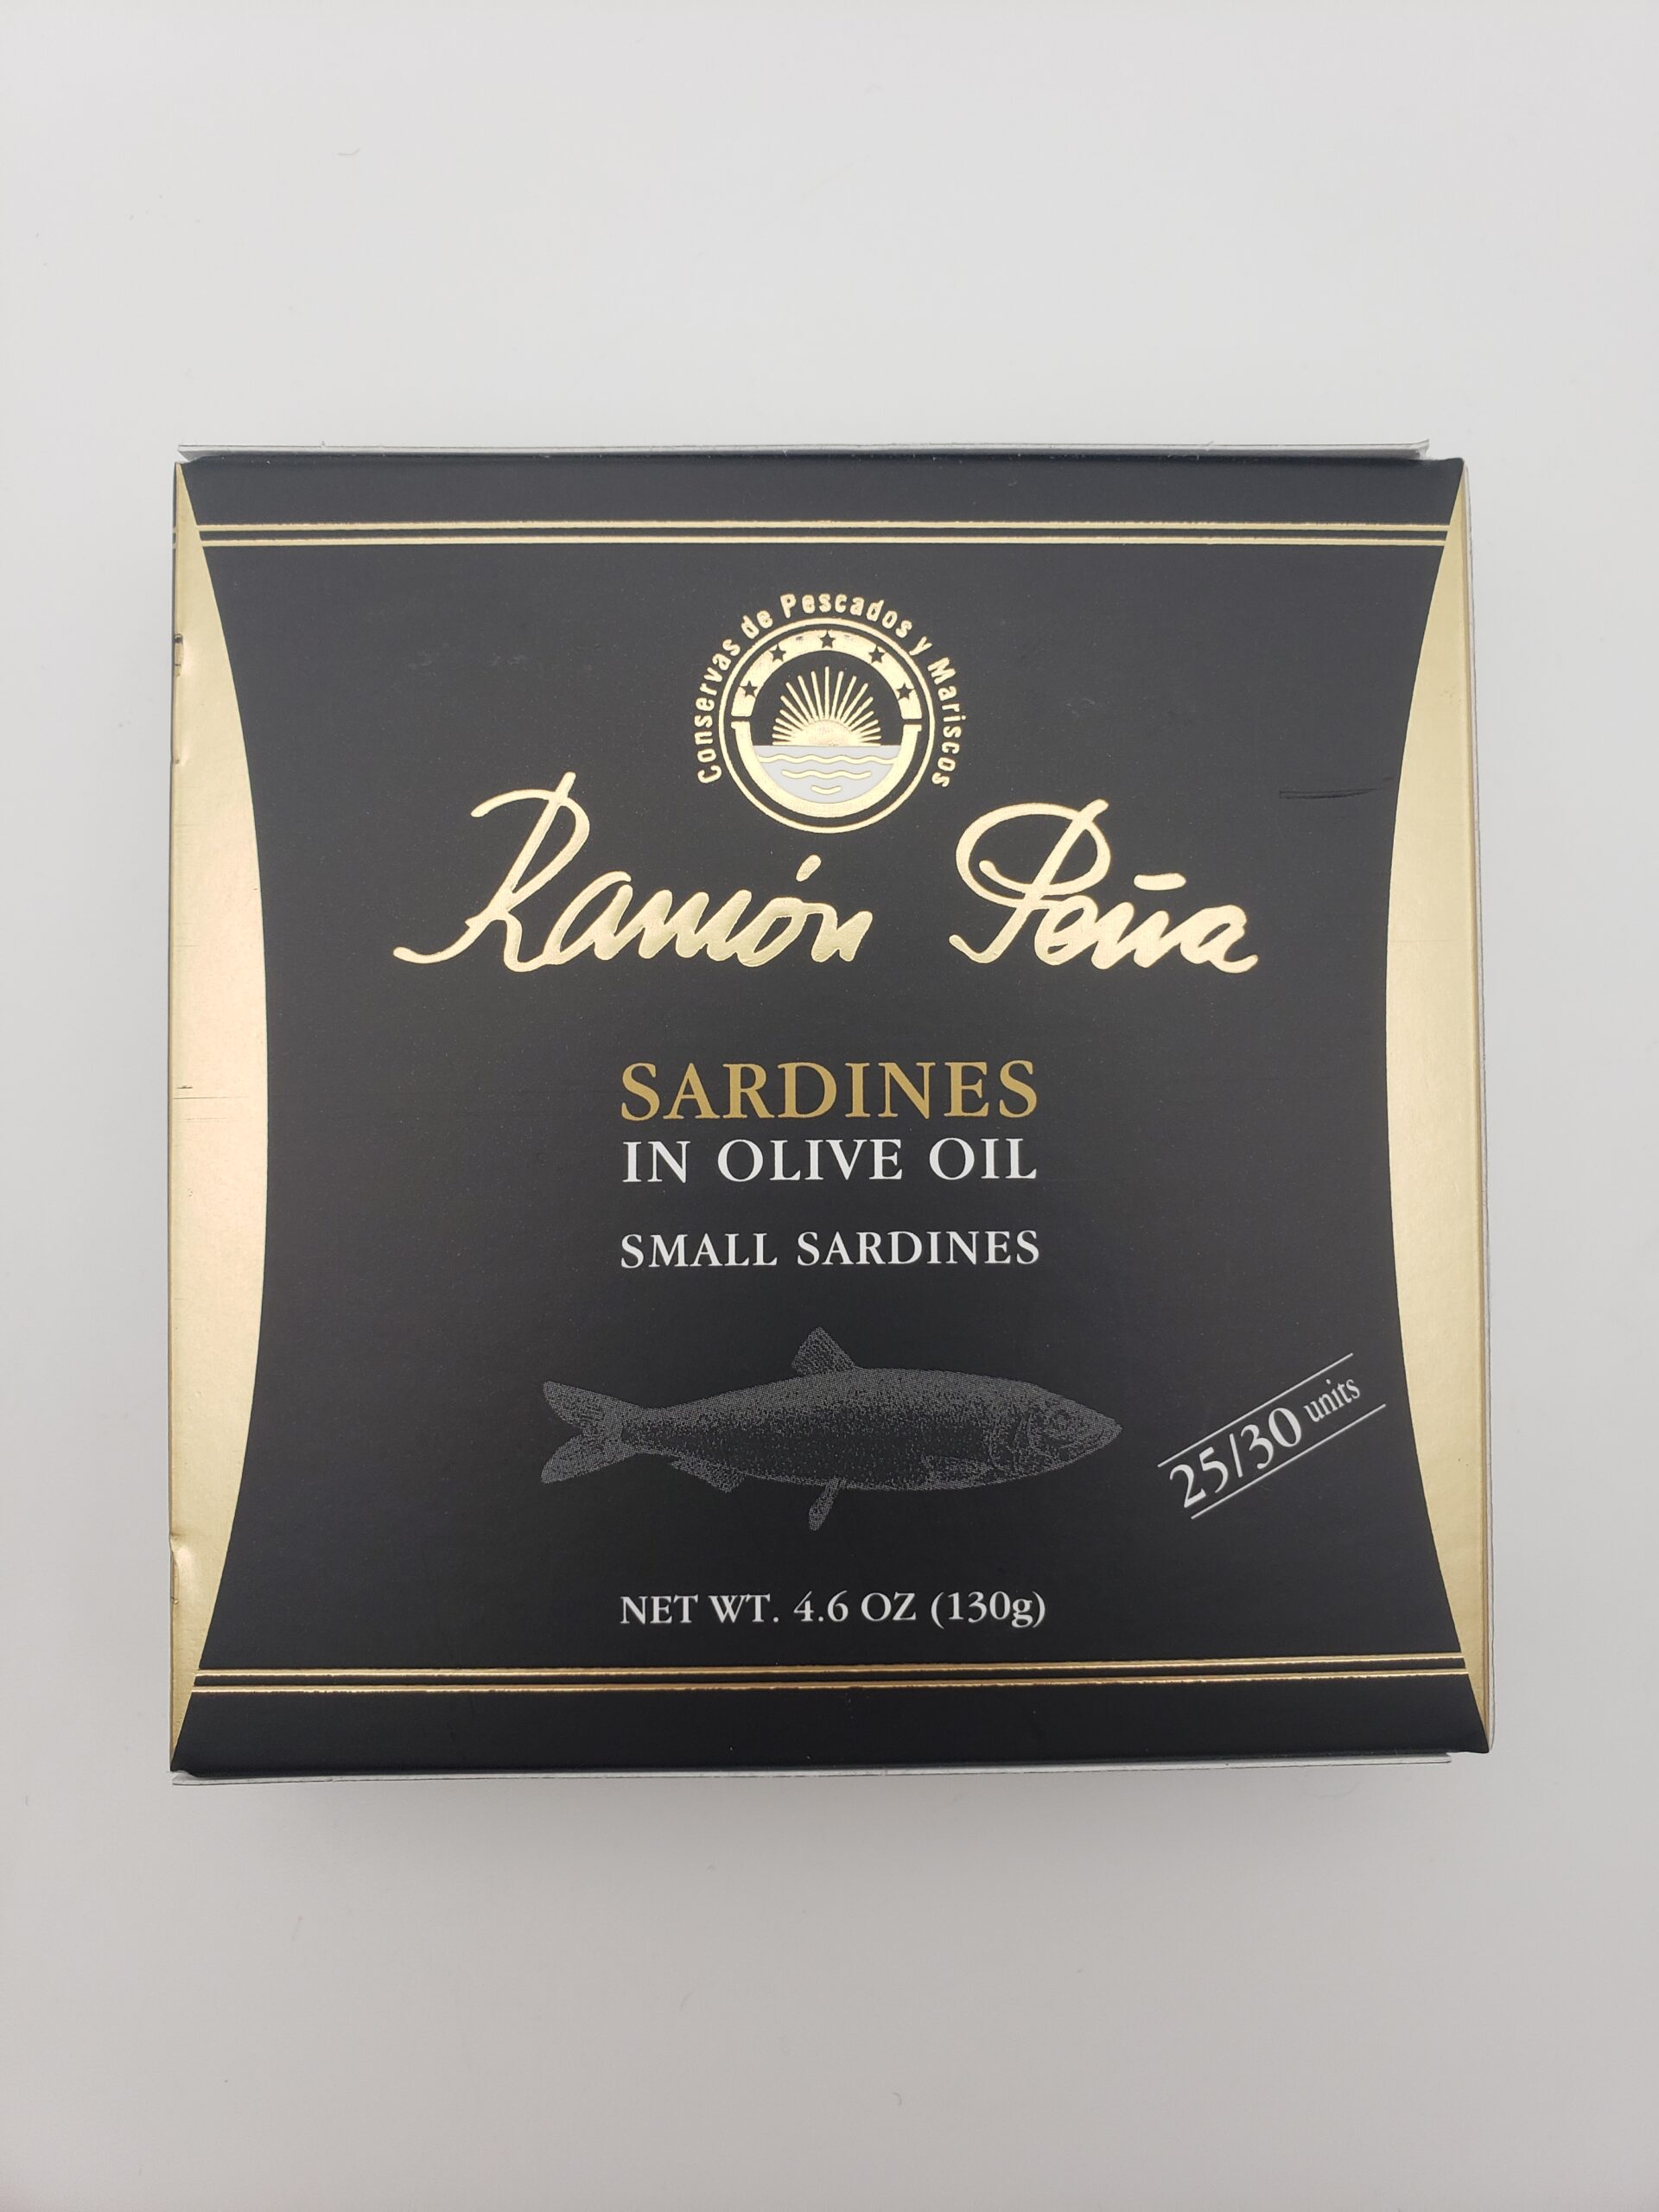 Conservas de Pescados y Mariscos
Ramón Peña
SARDINES
IN OLIVE OIL
SMALL SARDINES
25/30 units
NET WT. 4.6 OZ (130g)